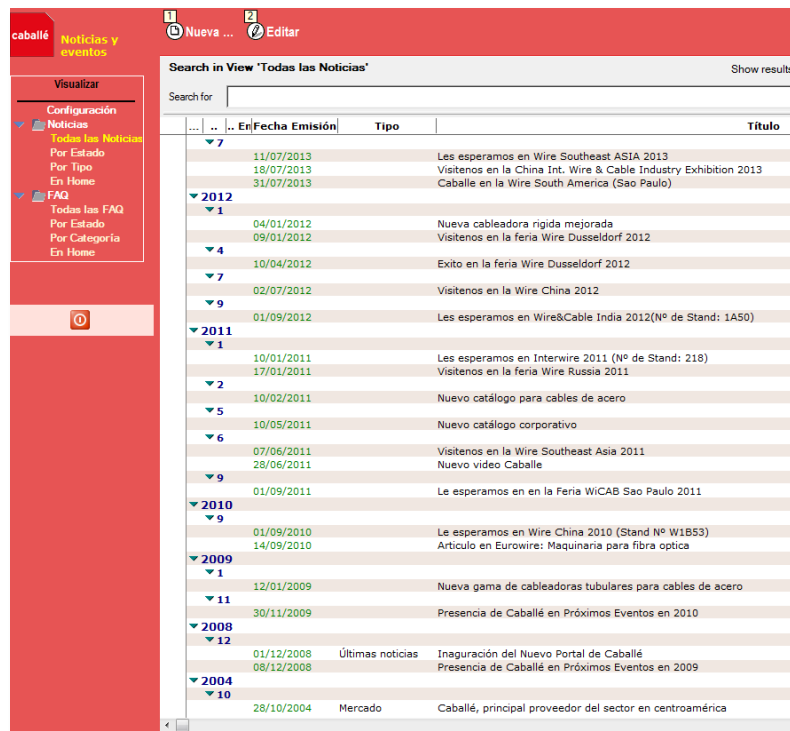 1 2
caballé Noticias y eventos
Nueva ... Editar
Visualizar
Configuración
Noticias
Todas las Noticias
Por Estado
Por Tipo
En Home
FAQ
Todas las FAQ
Por Estado
Por Categoría
En Home
Search in View 'Todas las Noticias'
Show results
Search for
... .. .. En Fecha Emisión Tipo Título
7
11/07/2013 Les esperamos en Wire Southeast ASIA 2013
18/07/2013 Visitenos en la China Int. Wire & Cable Industry Exhibition 2013
31/07/2013 Caballe en la Wire South America (Sao Paulo)
2012
1
04/01/2012 Nueva cableadora rigida mejorada
09/01/2012 Visitenos en la feria Wire Dusseldorf 2012
4
10/04/2012 Exito en la feria Wire Dusseldorf 2012
7
02/07/2012 Visitenos en la Wire China 2012
9
01/09/2012 Les esperamos en Wire&Cable India 2012(Nº de Stand: 1A50)
2011
1
10/01/2011 Les esperamos en Interwire 2011 (Nº de Stand: 218)
17/01/2011 Visitenos en la feria Wire Russia 2011
2
10/02/2011 Nuevo catálogo para cables de acero
5
10/05/2011 Nuevo catálogo corporativo
6
07/06/2011 Visitenos en la Wire Southeast Asia 2011
28/06/2011 Nuevo video Caballe
9
01/09/2011 Le esperamos en en la Feria WiCAB Sao Paulo 2011
2010
9
01/09/2010 Le esperamos en Wire China 2010 (Stand Nº W1B53)
14/09/2010 Articulo en Eurowire: Maquinaria para fibra optica
2009
1
12/01/2009 Nueva gama de cableadoras tubulares para cables de acero
11
30/11/2009 Presencia de Caballé en Próximos Eventos en 2010
2008
12
01/12/2008 Últimas noticias Inaguración del Nuevo Portal de Caballé
08/12/2008 Presencia de Caballé en Próximos Eventos en 2009
2004
10
28/10/2004 Mercado Caballé, principal proveedor del sector en centroamérica